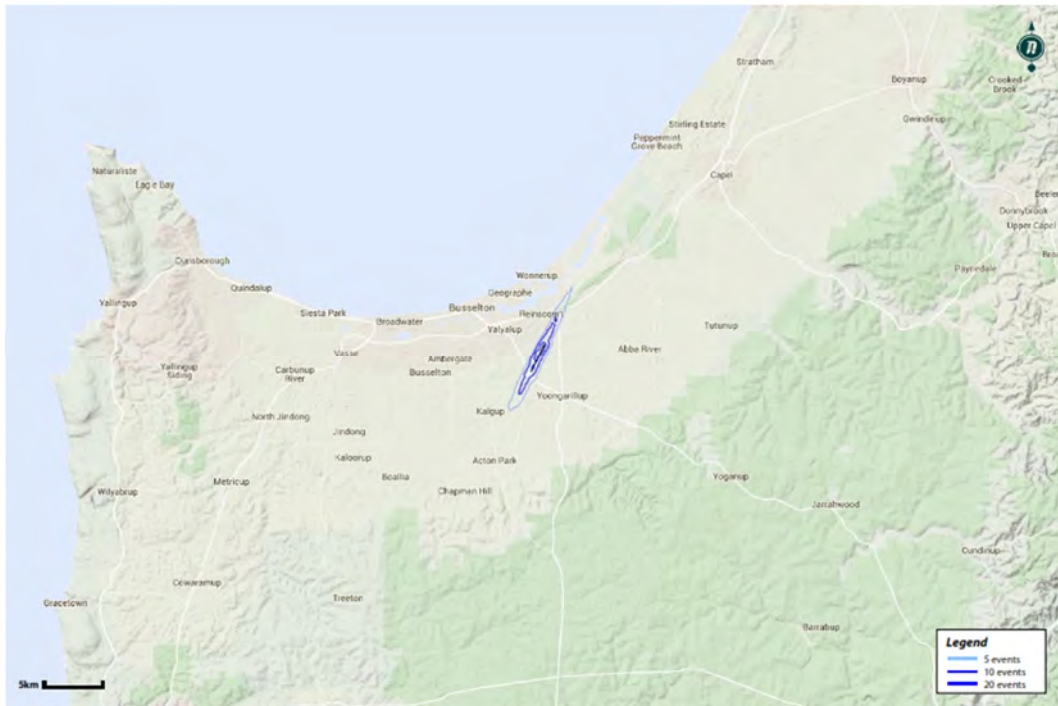 n
Stratham
Boyanup
Crooked
Brook
Stirling Estate
Gwindinup
Peppermint
Grove Beach
Naturaliste
Capel
Eagle Bay
Donnybrook
Upper Capel
Dunsborough
Paynedale
Wonnerup
Quindalup
Geographe
Yallingup
Siesta Park
Busselton
Reinscourt
Broadwater
Yalyalup
Tutunup
Vasse
Abba River
Ambergate
Yallingup
Siding
Carbunup
River
Busselton
Yoongarillup
Kalgup
North Jindong
Jindong
Kaloorup
Acton Park
Boallia
Yoganup
Metricup
Chapman Hill
Wilyabrup
Jarrahwood
Cundinup
Cowaramup
Treeton
Gracetown
Barrabup
Legend
5 events
10 events
20 events
5km